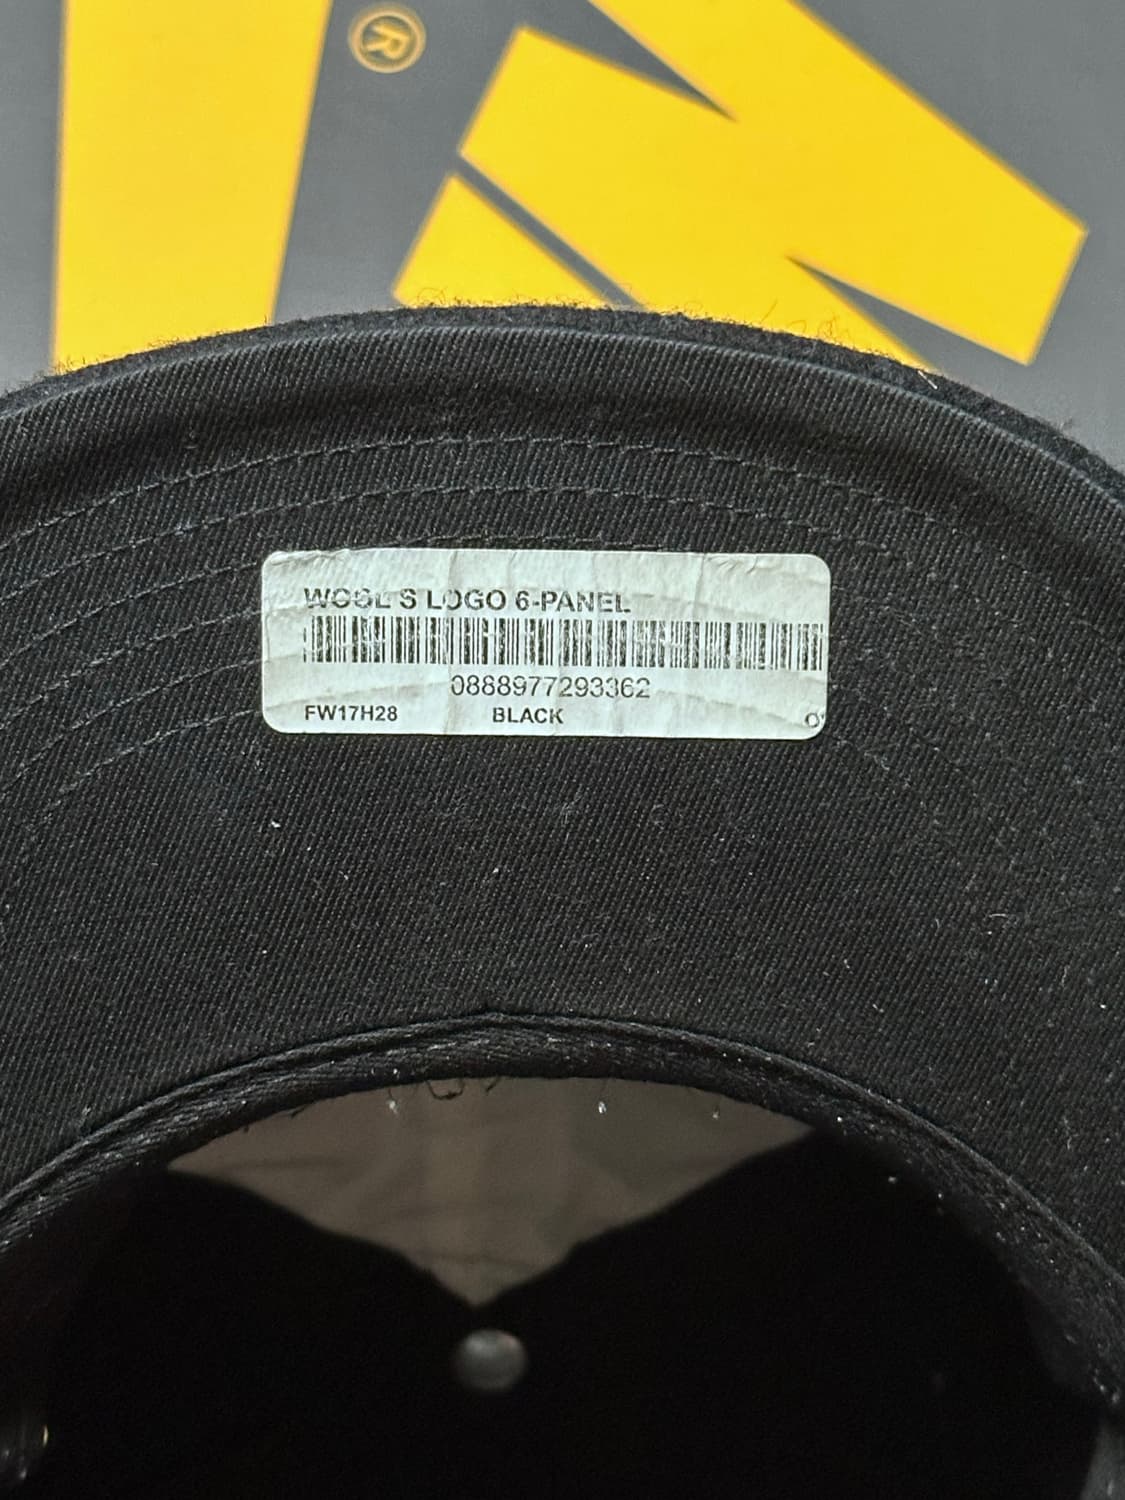 ®
WOOL S LOGO 6-PANEL
0888977293362
FW17H28 BLACK